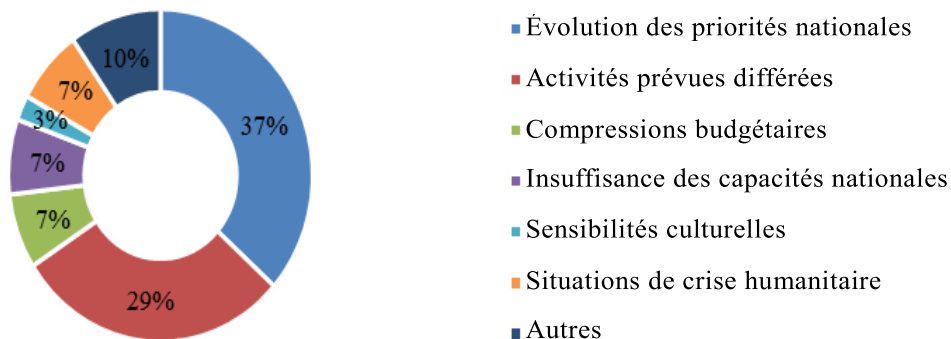 37%
29%
7%
7%
3%
7%
10%
Évolution des priorités nationales
Activités prévues différées
Compressions budgétaires
Insuffisance des capacités nationales
Sensibilités culturelles
Situations de crise humanitaire
Autres